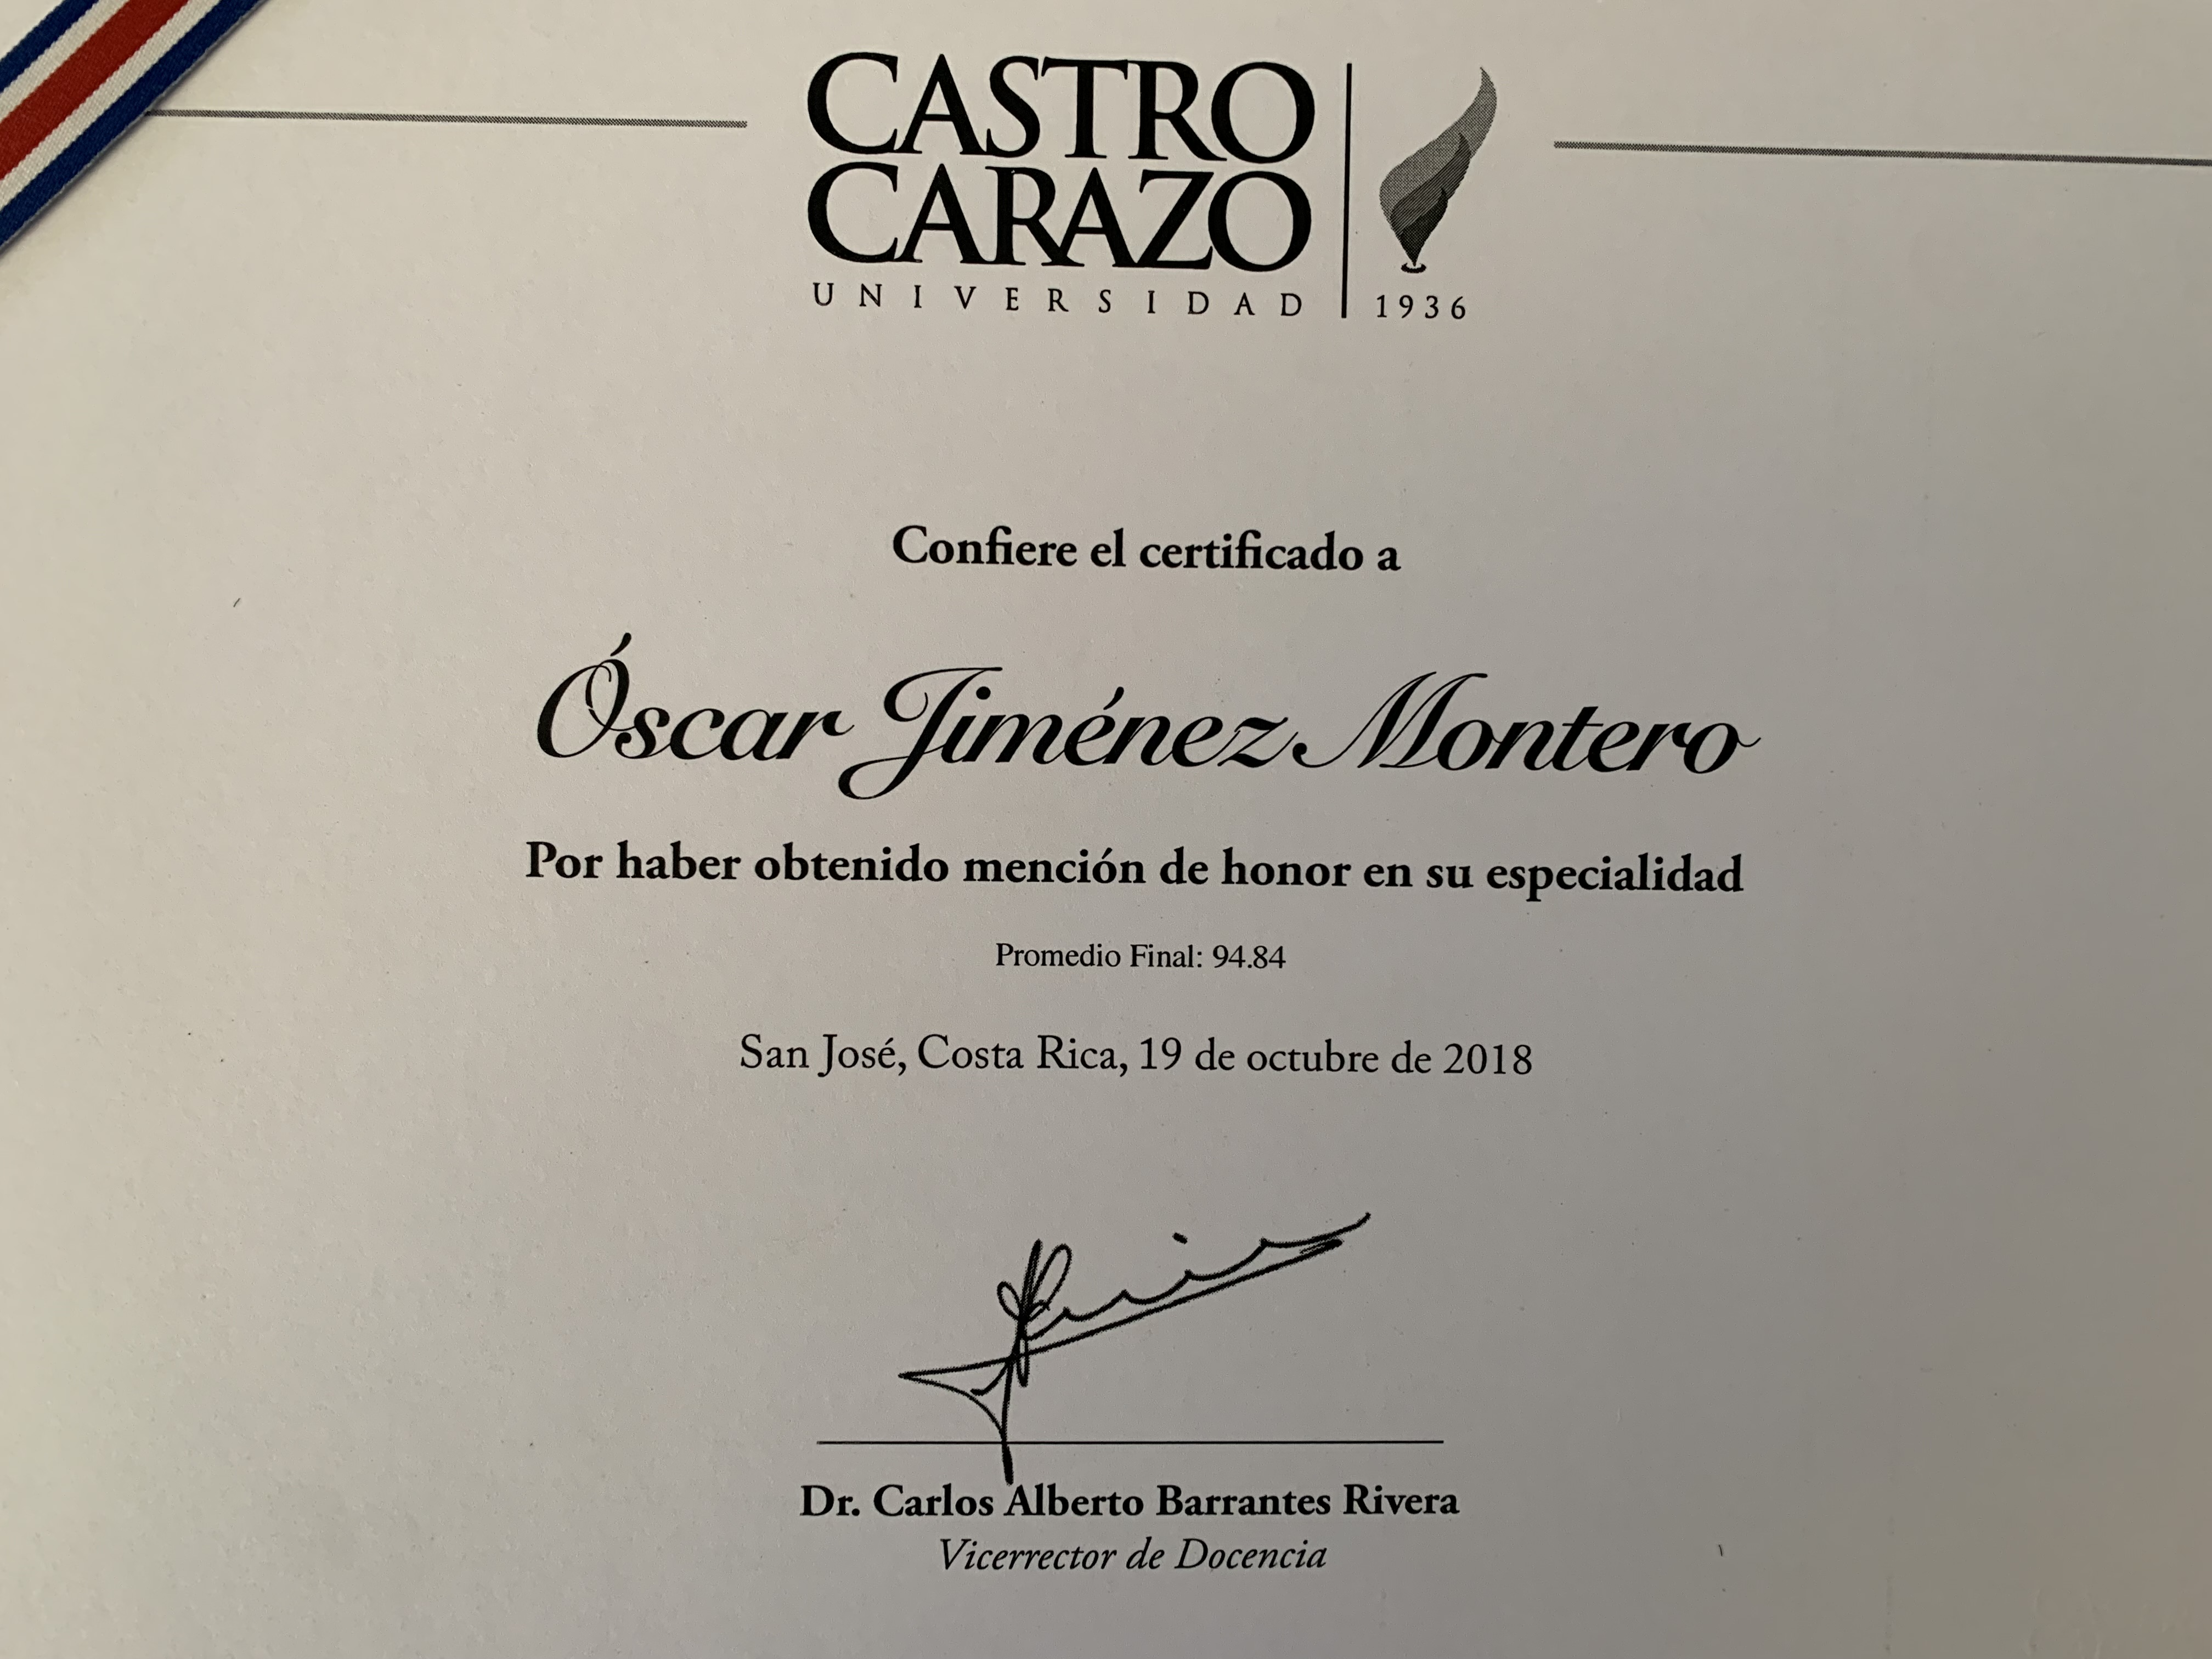 CASTRO
CARAZO
UNIVERSIDAD | 1936
Confiere el certificado a
Óscar Jiménez Montero
Por haber obtenido mención de honor en su especialidad
Promedio Final: 94.84
San José, Costa Rica, 19 de octubre de 2018
Dr. Carlos Alberto Barrantes Rivera
Vicerrector de Docencia